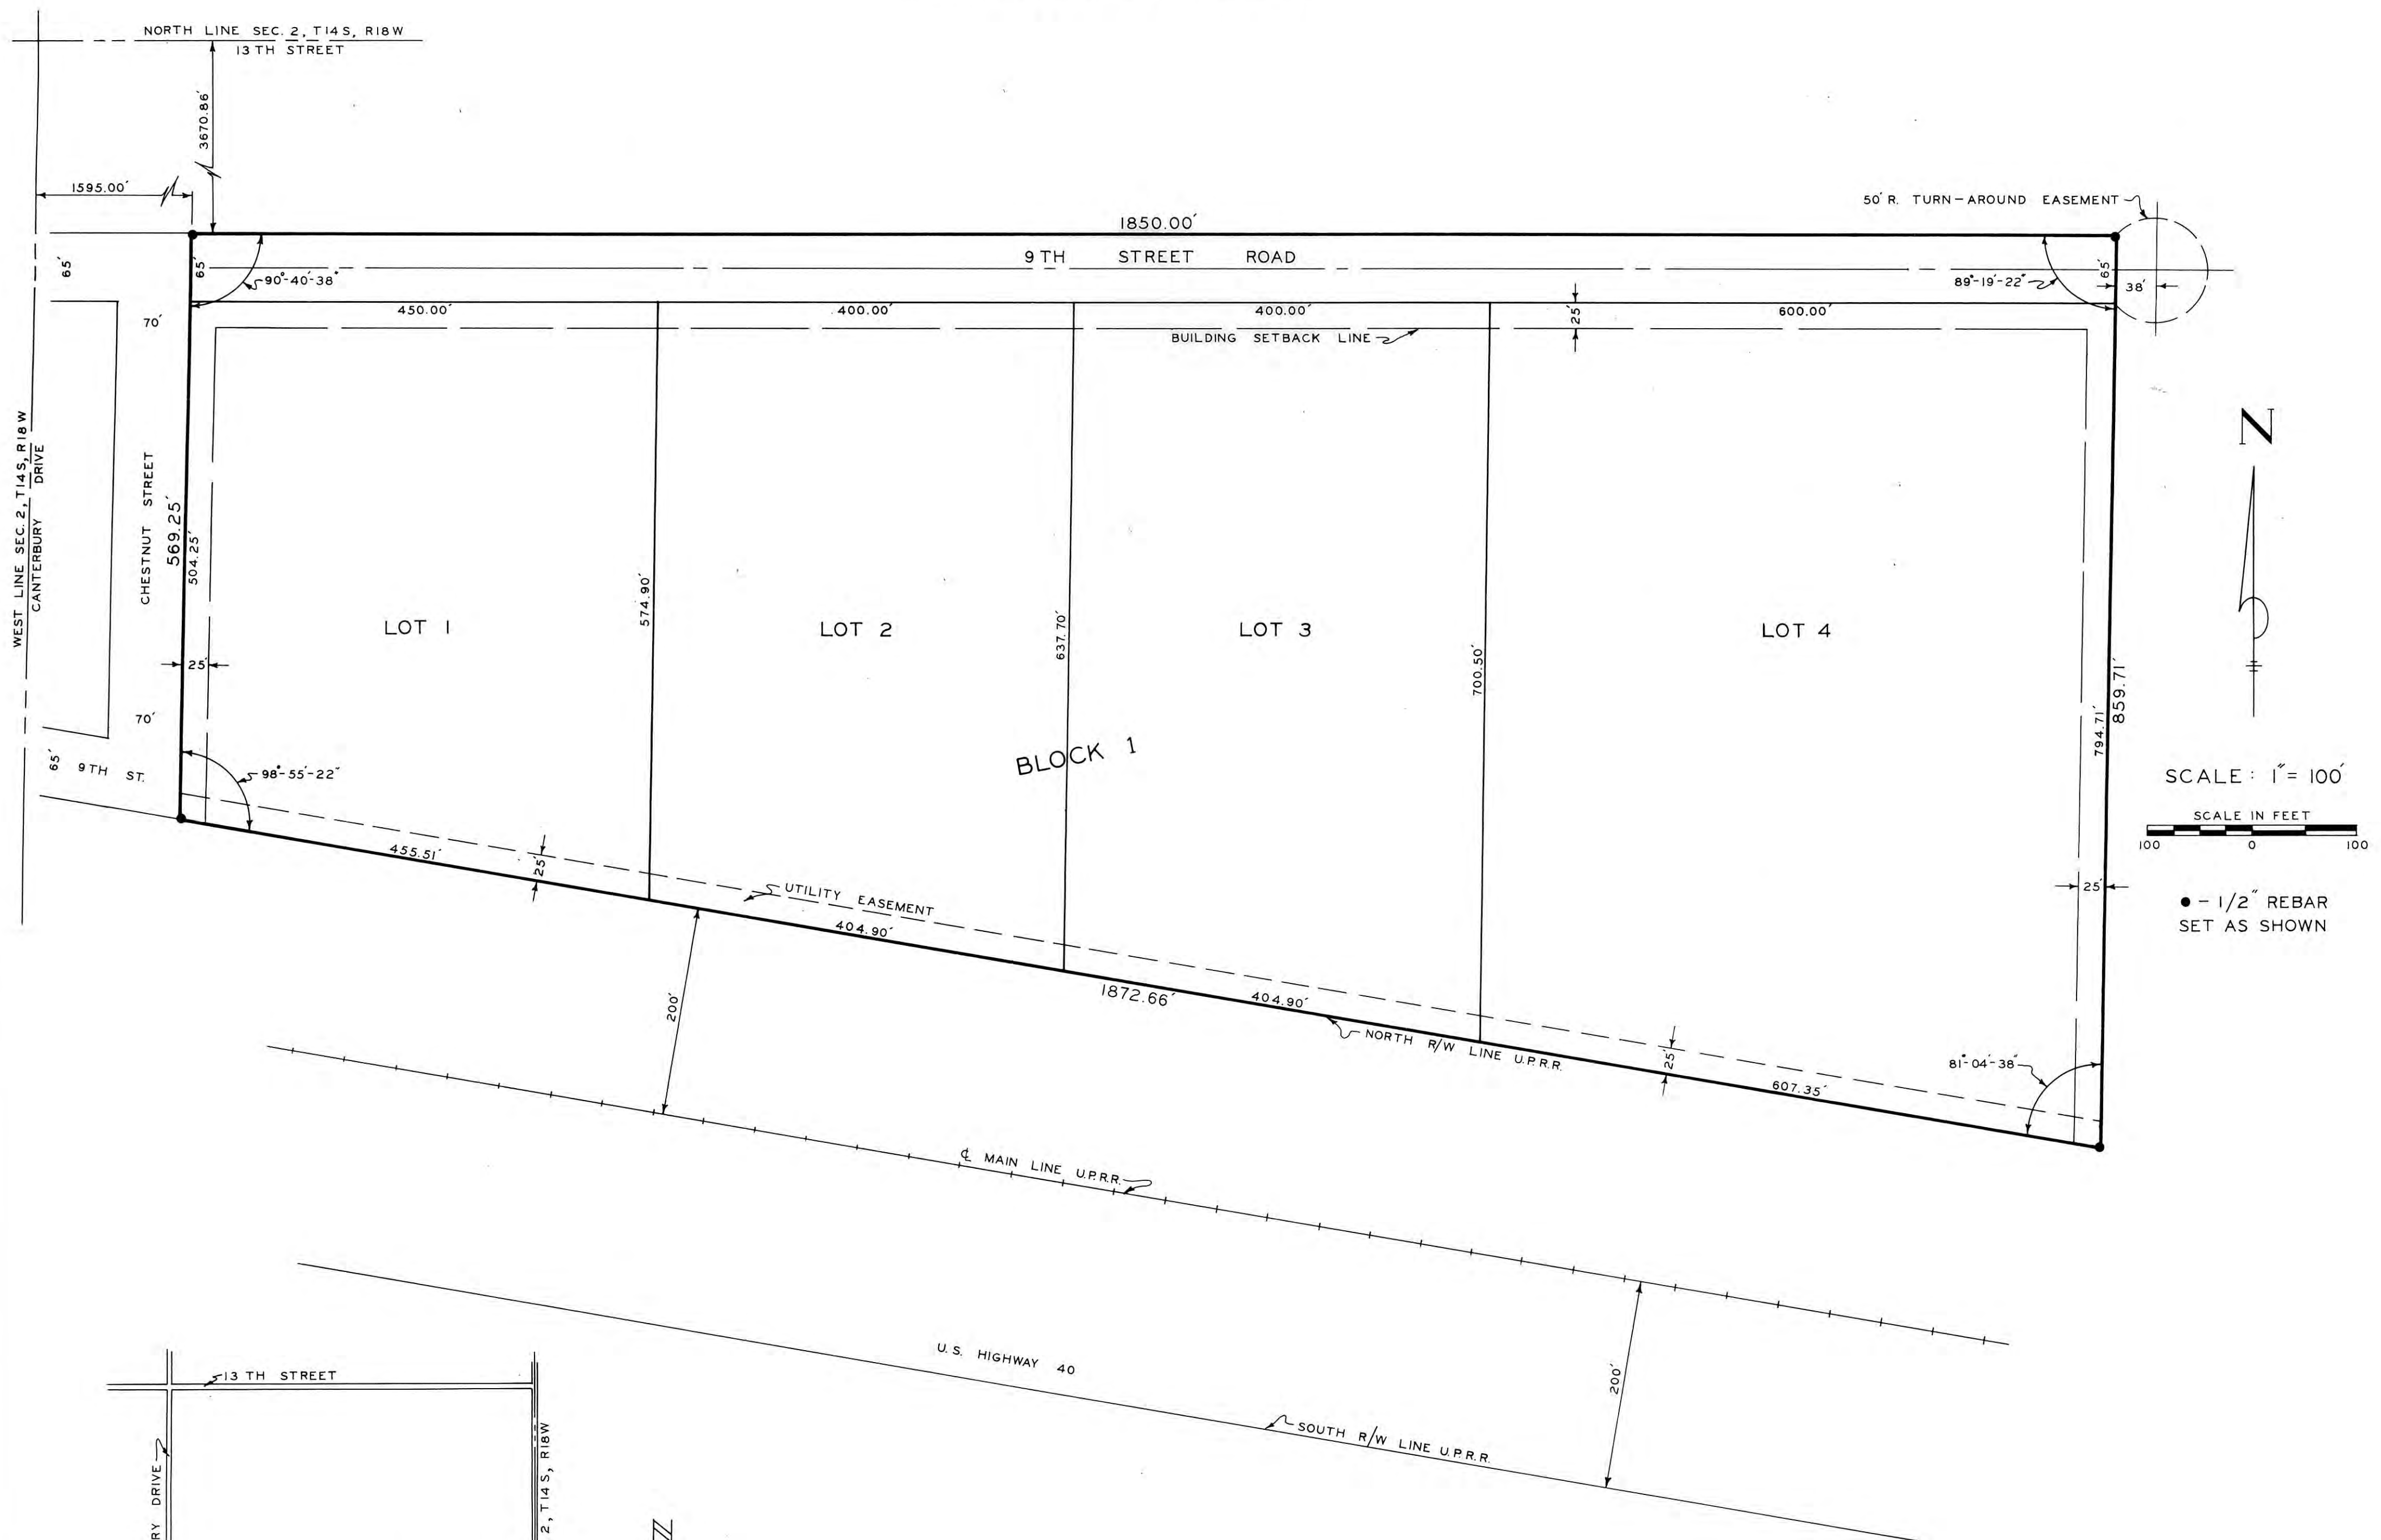 NORTH LINE SEC. 2, T14S, R18W
13TH STREET
3670.86'
1595.00'
50' R. TURN-AROUND EASEMENT
1850.00'
9TH STREET ROAD
65'
65'
90°-40'-38"
89°-19'-22"
65'
38'
450.00'
400.00'
400.00'
25'
600.00'
70'
BUILDING SETBACK LINE
N
WEST LINE SEC. 2, T14S, R18W
CANTERBURY DRIVE
CHESTNUT STREET
569.25'
504.25'
574.90'
637.70'
700.50'
LOT 1
LOT 2
LOT 3
LOT 4
25'
859.71'
794.71'
70'
BLOCK 1
65'
9TH ST.
98°-55'-22"
SCALE: 1"= 100'
SCALE IN FEET
100 0 100
455.51'
25'
25'
UTILITY EASEMENT
404.90'
● - 1/2" REBAR
SET AS SHOWN
200'
1872.66'
404.90'
NORTH R/W LINE U.P.R.R.
25'
81°-04'-38"
607.35'
℄ MAIN LINE U.P.R.R.
U.S. HIGHWAY 40
200'
13TH STREET
SOUTH R/W LINE U.P.R.R.
RY DRIVE
2, T14S, R18W